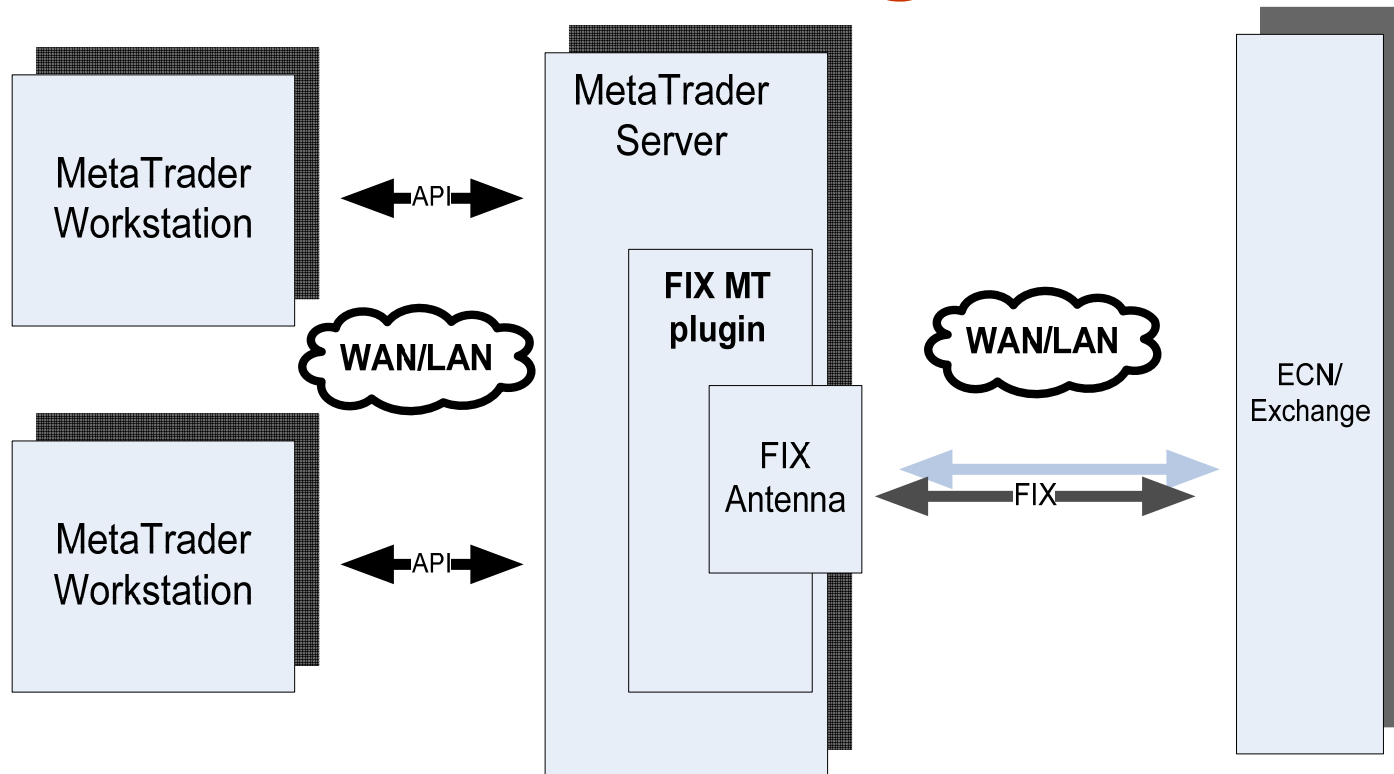 MetaTrader
Workstation
API
MetaTrader
Server
FIX MT
plugin
WAN/LAN
WAN/LAN
ECN/
Exchange
FIX
Antenna
FIX
MetaTrader
Workstation
API